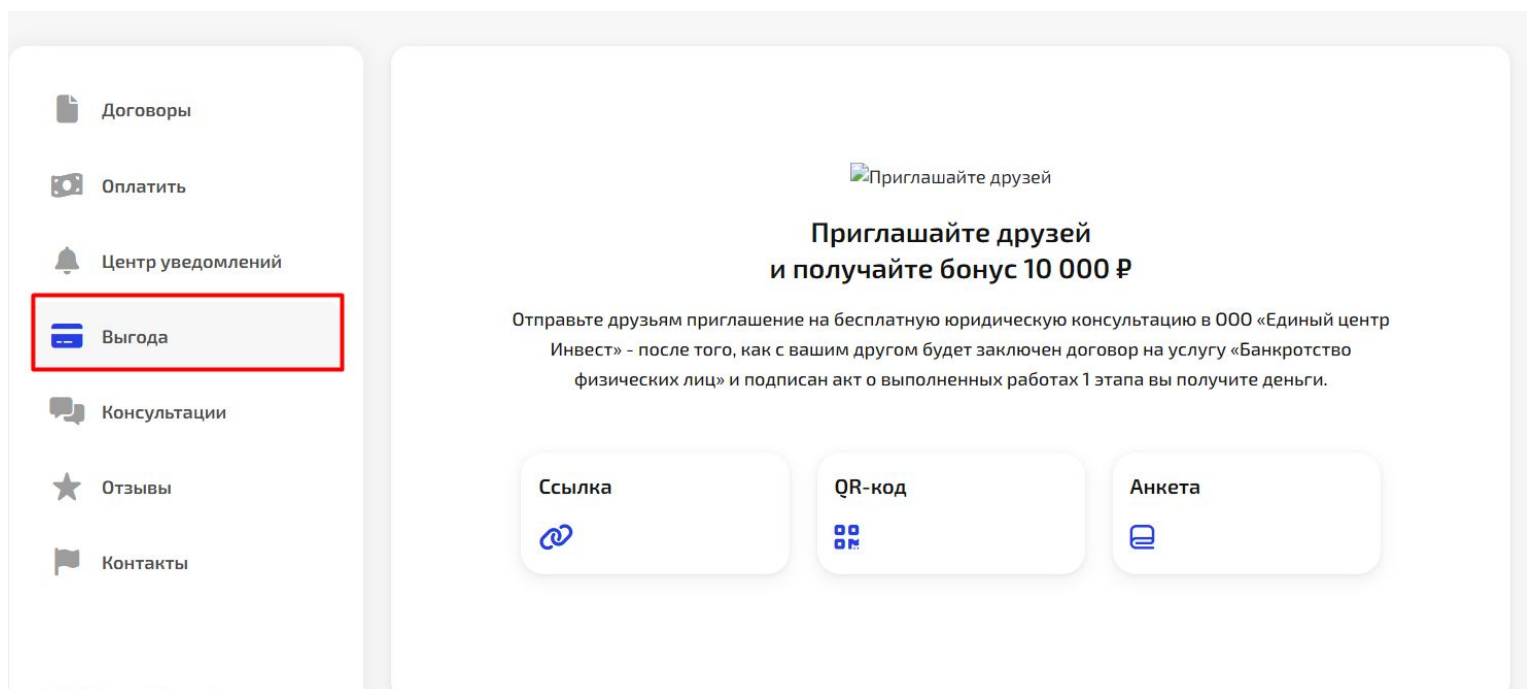 Договоры
Оплатить
Центр уведомлений
Выгода
Консультации
Отзывы
Контакты
Приглашайте друзей
Приглашайте друзей
и получайте бонус 10 000 ₽
Отправьте друзьям приглашение на бесплатную юридическую консультацию в ООО «Единый центр
Инвест» - после того, как с вашим другом будет заключен договор на услугу «Банкротство
физических лиц» и подписан акт о выполненных работах 1 этапа вы получите деньги.
Ссылка
QR-код
Анкета